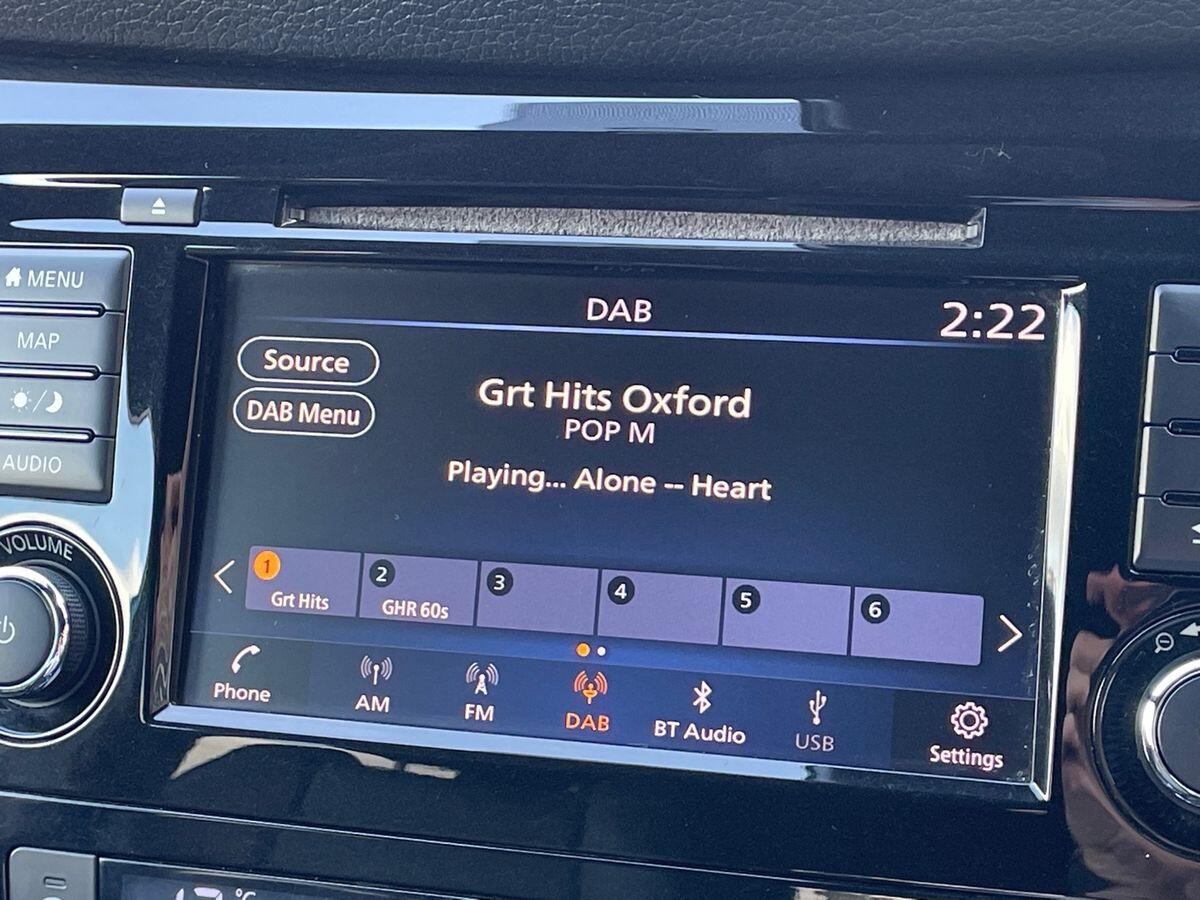 MENU
MAP
AUDIO
VOLUME
DAB
2:22
Source
DAB Menu
Grt Hits Oxford
POP M
Playing... Alone -- Heart
1
Grt Hits
2
GHR 60s
3
4
5
6
Phone
AM
FM
DAB
BT Audio
USB
Settings
°C